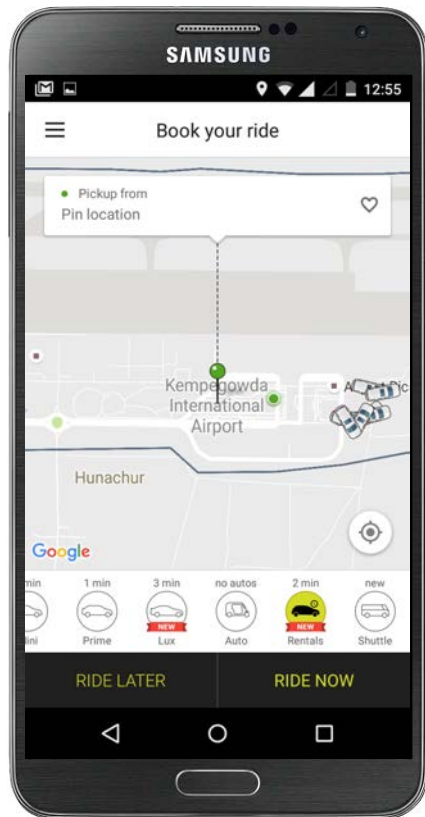 SAMSUNG
12:55
Book your ride
Pickup from
Pin location
Kempegowda
International
Airport
Hunachur
Google
min
1 min
3 min
no autos
2 min
new
NEW
NEW
Prime
Lux
Auto
Rentals
Shuttle
RIDE LATER
RIDE NOW